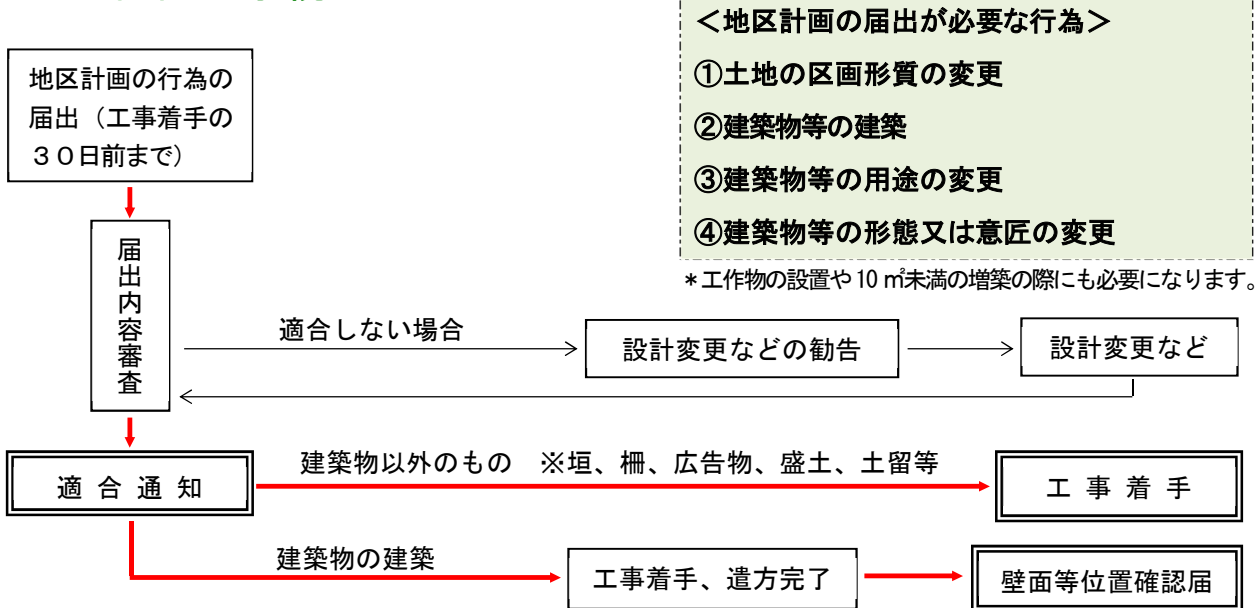 地区計画の行為の
届出（工事着手の
３０日前まで）
＜地区計画の届出が必要な行為＞
①土地の区画形質の変更
②建築物等の建築
③建築物等の用途の変更
④建築物等の形態又は意匠の変更
＊工作物の設置や10㎡未満の増築の際にも必要になります。
届出内容審査
適合しない場合
設計変更などの勧告
設計変更など
適合通知
建築物以外のもの　※垣、柵、広告物、盛土、土留等
工事着手
建築物の建築
工事着手、遣方完了
壁面等位置確認届